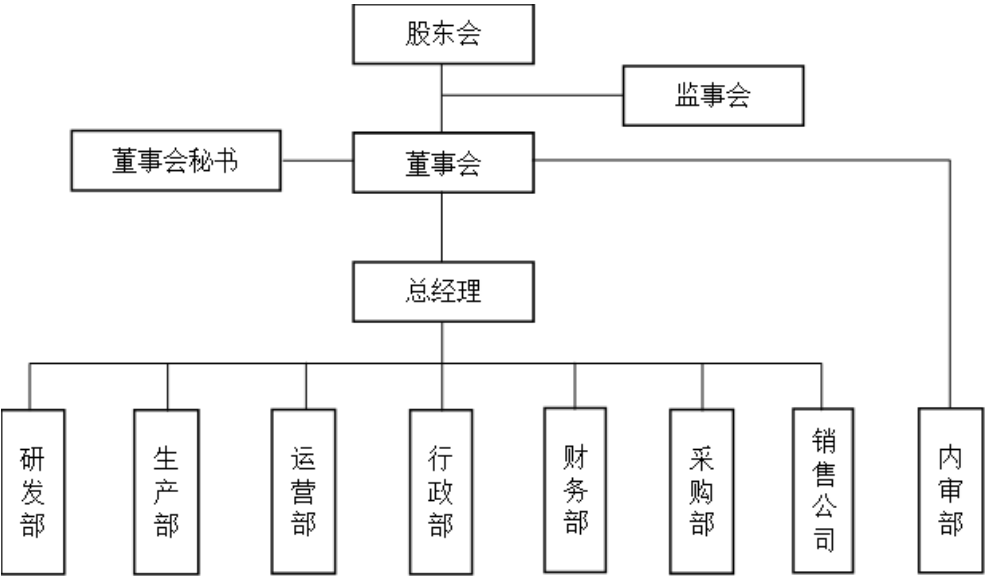 股东会
监事会
董事会秘书
董事会
总经理
研发部
生产部
运营部
行政部
财务部
采购部
销售公司
内审部